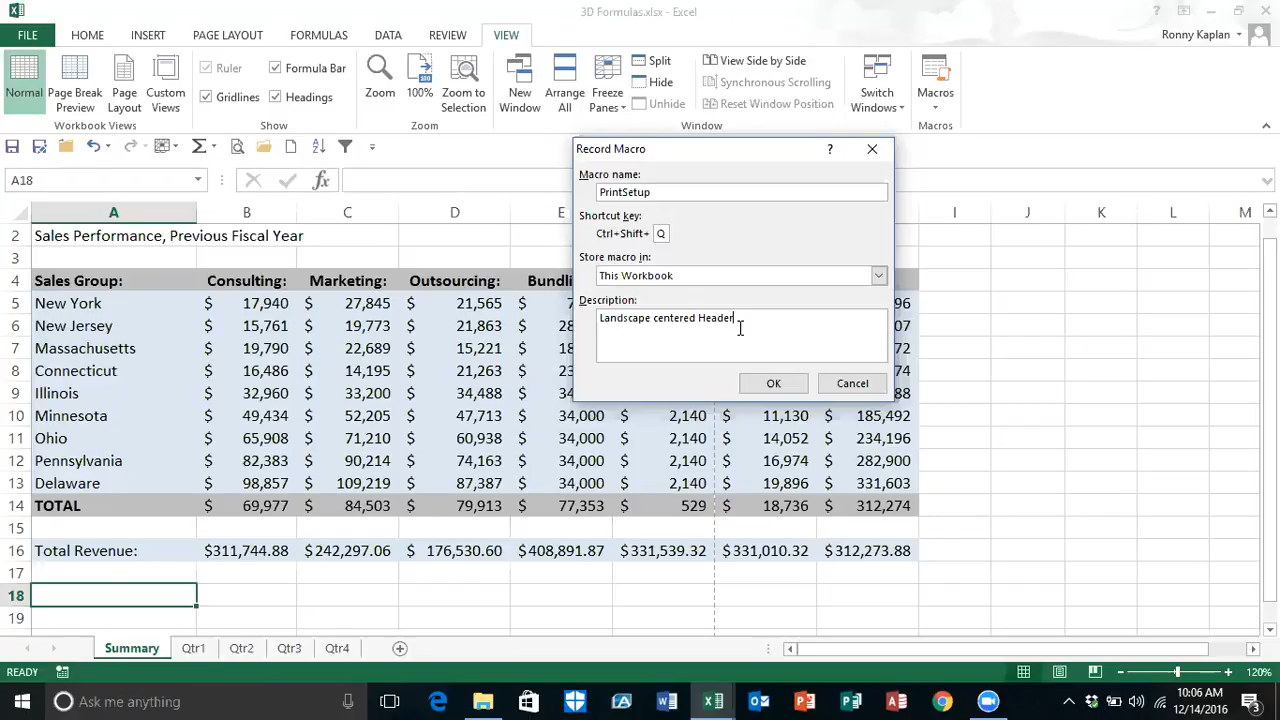 3D Formulas.xlsx - Excel
FILE HOME INSERT PAGE LAYOUT FORMULAS DATA REVIEW VIEW Ronny Kaplan
Normal Page Break Preview Page Layout Custom Views
Ruler Formula Bar
Gridlines Headings
Zoom 100% Zoom to Selection
New Window Arrange All Freeze Panes
Split
Hide
Unhide
View Side by Side
Synchronous Scrolling
Reset Window Position
Switch Windows Macros
Workbook Views Show Zoom Window Macros
A18 fx
Record Macro ? 
Macro name:
PrintSetup
Shortcut key:
Ctrl+Shift+ Q
Store macro in:
This Workbook
Description:
Landscape centered Header
OK Cancel
A B C D E I J K L M
2 Sales Performance, Previous Fiscal Year
3
4 Sales Group: Consulting: Marketing: Outsourcing:
5 New York $ 17,940 $ 27,845 $ 21,565 $
6 New Jersey $ 15,761 $ 19,773 $ 21,863 $
7 Massachusetts $ 19,790 $ 22,689 $ 15,221 $
8 Connecticut $ 16,486 $ 14,195 $ 21,263 $
9 Illinois $ 32,960 $ 33,200 $ 34,488 $
10 Minnesota $ 49,434 $ 52,205 $ 47,713 $ 34,000 $ 2,140 $ 11,130 $ 185,492
11 Ohio $ 65,908 $ 71,210 $ 60,938 $ 34,000 $ 2,140 $ 14,052 $ 234,196
12 Pennsylvania $ 82,383 $ 90,214 $ 74,163 $ 34,000 $ 2,140 $ 16,974 $ 282,900
13 Delaware $ 98,857 $ 109,219 $ 87,387 $ 34,000 $ 2,140 $ 19,896 $ 331,603
14 TOTAL $ 69,977 $ 84,503 $ 79,913 $ 77,353 $ 529 $ 18,736 $ 312,274
15
16 Total Revenue: $311,744.88 $242,297.06 $ 176,530.60 $408,891.87 $331,539.32 $331,010.32 $312,273.88
17
18
19
Summary Qtr1 Qtr2 Qtr3 Qtr4
READY 120%
Ask me anything
10:06 AM
12/14/2016